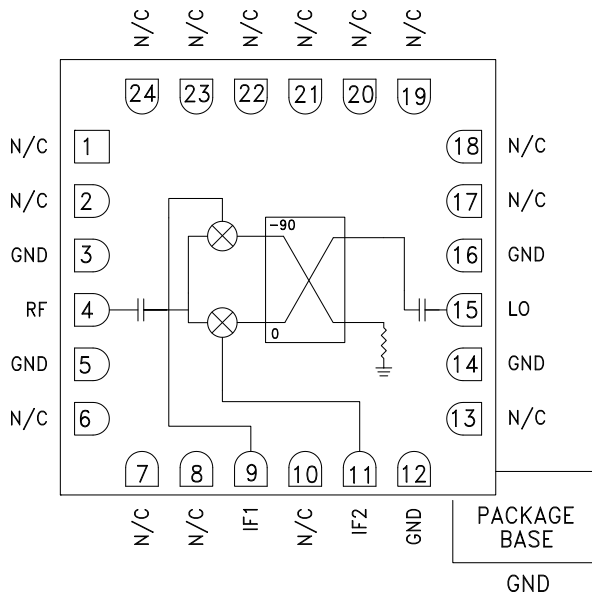 N/C N/C N/C N/C N/C N/C
24 23 22 21 20 19
N/C 1 18 N/C
N/C 2 17 N/C
-90
GND 3 16 GND
RF 4 15 LO
0
GND 5 14 GND
N/C 6 13 N/C
7 8 9 10 11 12
N/C N/C IF1 N/C IF2 GND
PACKAGE
BASE
GND